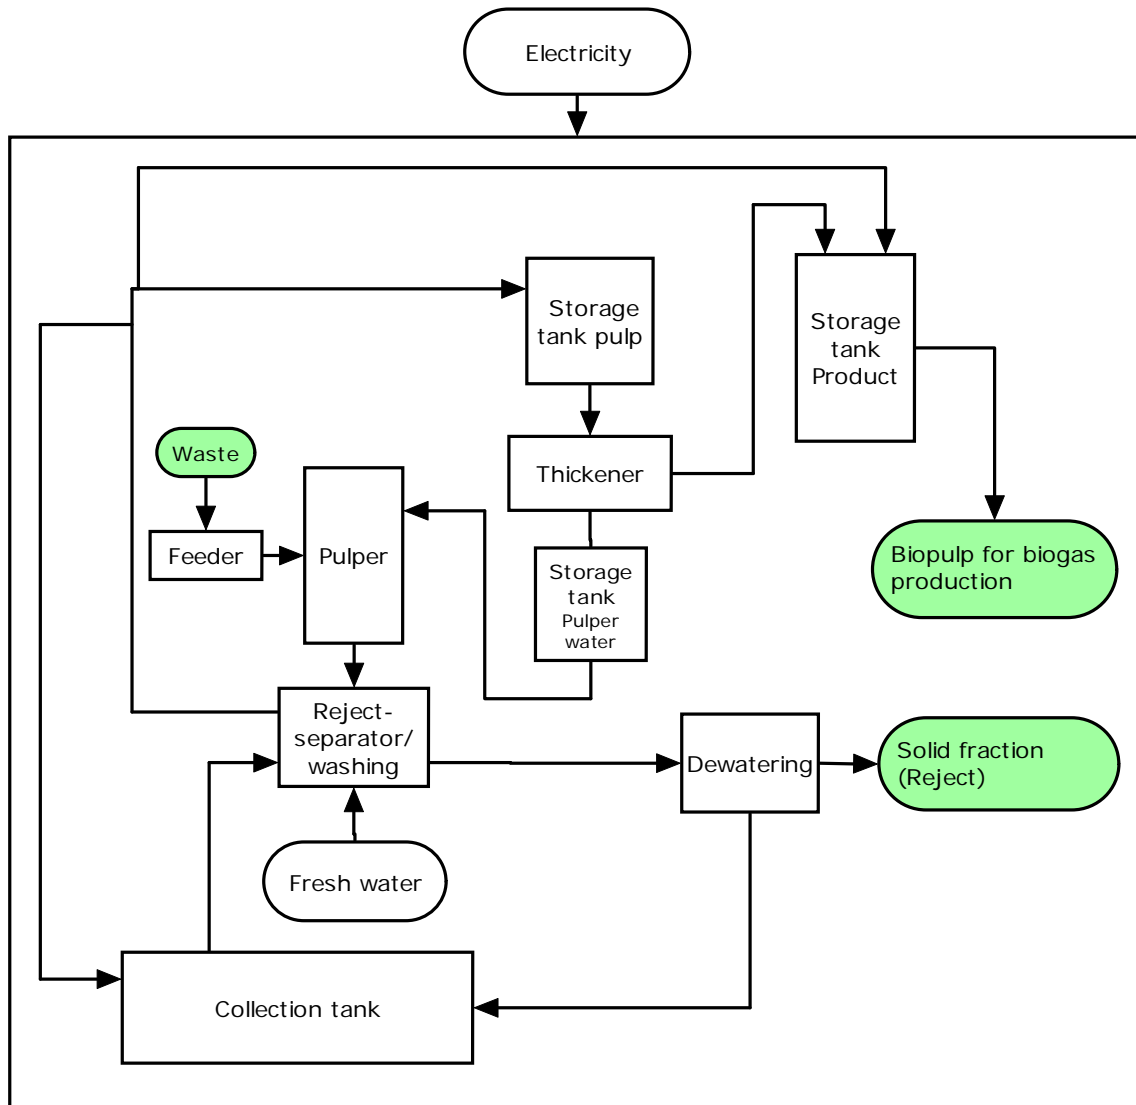 Electricity
Storage
tank pulp
Storage
tank
Product
Waste
Thickener
Feeder
Pulper
Biopulp for biogas
production
Storage
tank
Pulper
water
Reject-
separator/
washing
Dewatering
Solid fraction
(Reject)
Fresh water
Collection tank